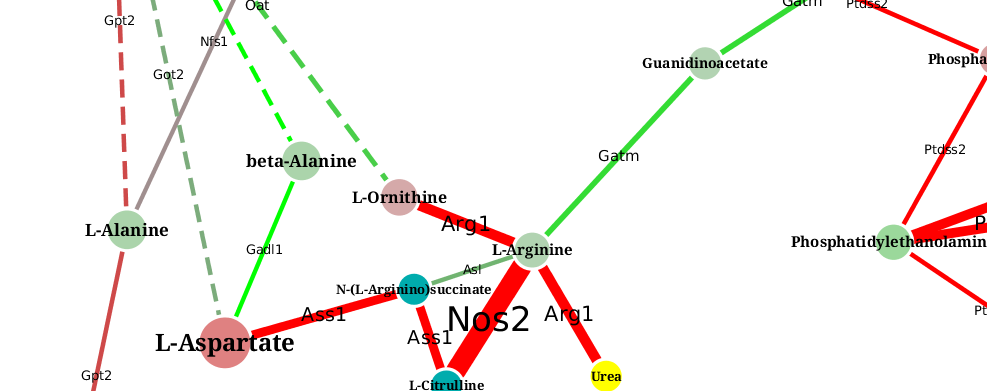 Gatm
Oat
Ptdss2
Gpt2
Nfs1
Phospha
Guanidinoacetate
Got2
Ptdss2
Gatm
beta-Alanine
L-Ornithine
Arg1
P
L-Alanine
Phosphatidylethanolamin
Gadl1
L-Arginine
Asl
N-(L-Arginino)succinate
Pt
Ass1
Nos2
Arg1
Ass1
L-Aspartate
Gpt2
L-Citrulline
Urea